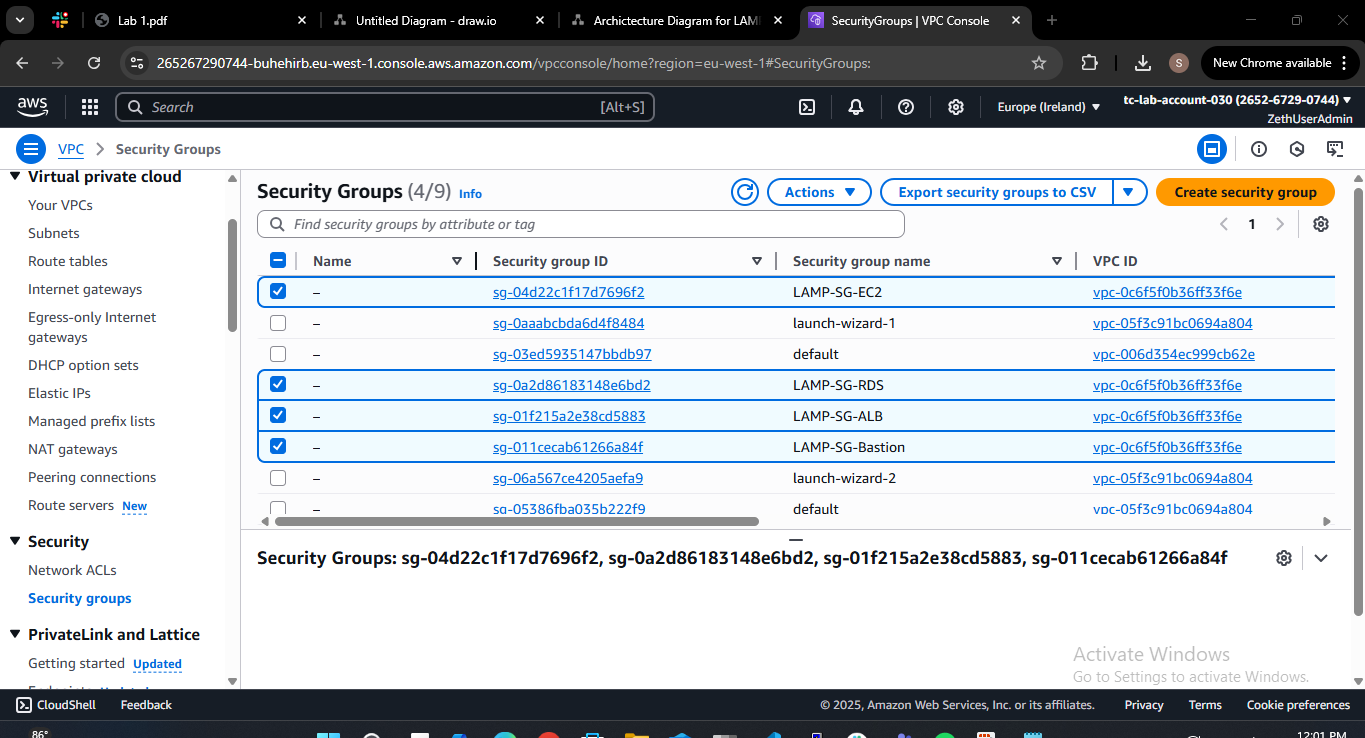 Lab 1.pdf
Untitled Diagram - draw.io
Archictecture Diagram for LAM
SecurityGroups | VPC Console
265267290744-buhehirb.eu-west-1.console.aws.amazon.com/vpcconsole/home?region=eu-west-1#SecurityGroups:
S
New Chrome available
aws
Search
[Alt+S]
Europe (Ireland)
tc-lab-account-030 (2652-6729-0744)
ZethUserAdmin
VPC
Security Groups
Virtual private cloud
Your VPCs
Subnets
Route tables
Internet gateways
Egress-only Internet
gateways
DHCP option sets
Elastic IPs
Managed prefix lists
NAT gateways
Peering connections
Route servers New
Security
Network ACLs
Security groups
PrivateLink and Lattice
Getting started Updated
Security Groups (4/9) Info
Actions
Export security groups to CSV
Create security group
Find security groups by attribute or tag
1
Name Security group ID Security group name VPC ID
– sg-04d22c1f17d7696f2 LAMP-SG-EC2 vpc-0c6f5f0b36ff33f6e
– sg-0aaabcbda6d4f8484 launch-wizard-1 vpc-05f3c91bc0694a804
– sg-03ed5935147bbdb97 default vpc-006d354ec999cb62e
– sg-0a2d86183148e6bd2 LAMP-SG-RDS vpc-0c6f5f0b36ff33f6e
– sg-01f215a2e38cd5883 LAMP-SG-ALB vpc-0c6f5f0b36ff33f6e
– sg-011cecab61266a84f LAMP-SG-Bastion vpc-0c6f5f0b36ff33f6e
– sg-06a567ce4205aefa9 launch-wizard-2 vpc-05f3c91bc0694a804
– sg-05386fba035b222f9 default vpc-05f3c91bc0694a804
Security Groups: sg-04d22c1f17d7696f2, sg-0a2d86183148e6bd2, sg-01f215a2e38cd5883, sg-011cecab61266a84f
Activate Windows
Go to Settings to activate Windows.
CloudShell
Feedback
© 2025, Amazon Web Services, Inc. or its affiliates.
Privacy
Terms
Cookie preferences
86°
12:01 PM